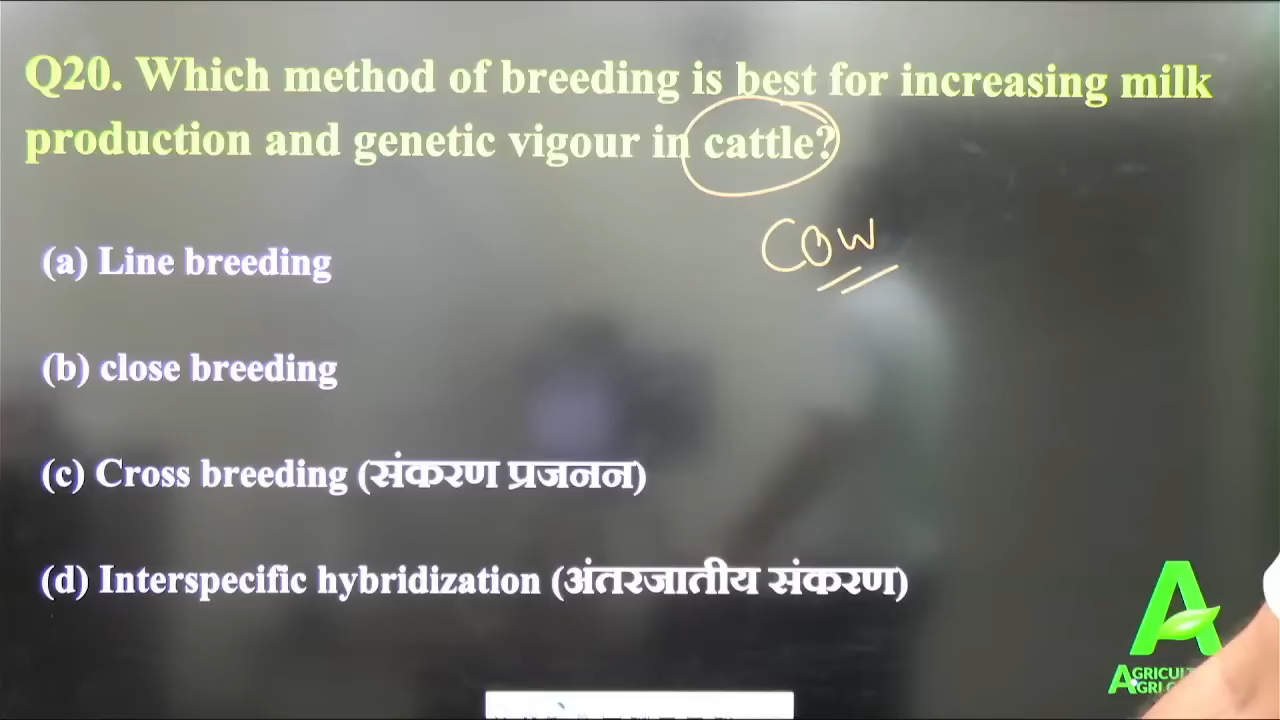 Q20. Which method of breeding is best for increasing milk
production and genetic vigour in cattle?
Cow
(a) Line breeding
(b) close breeding
(c) Cross breeding (संकरण प्रजनन)
(d) Interspecific hybridization (अंतरजातीय संकरण)
A